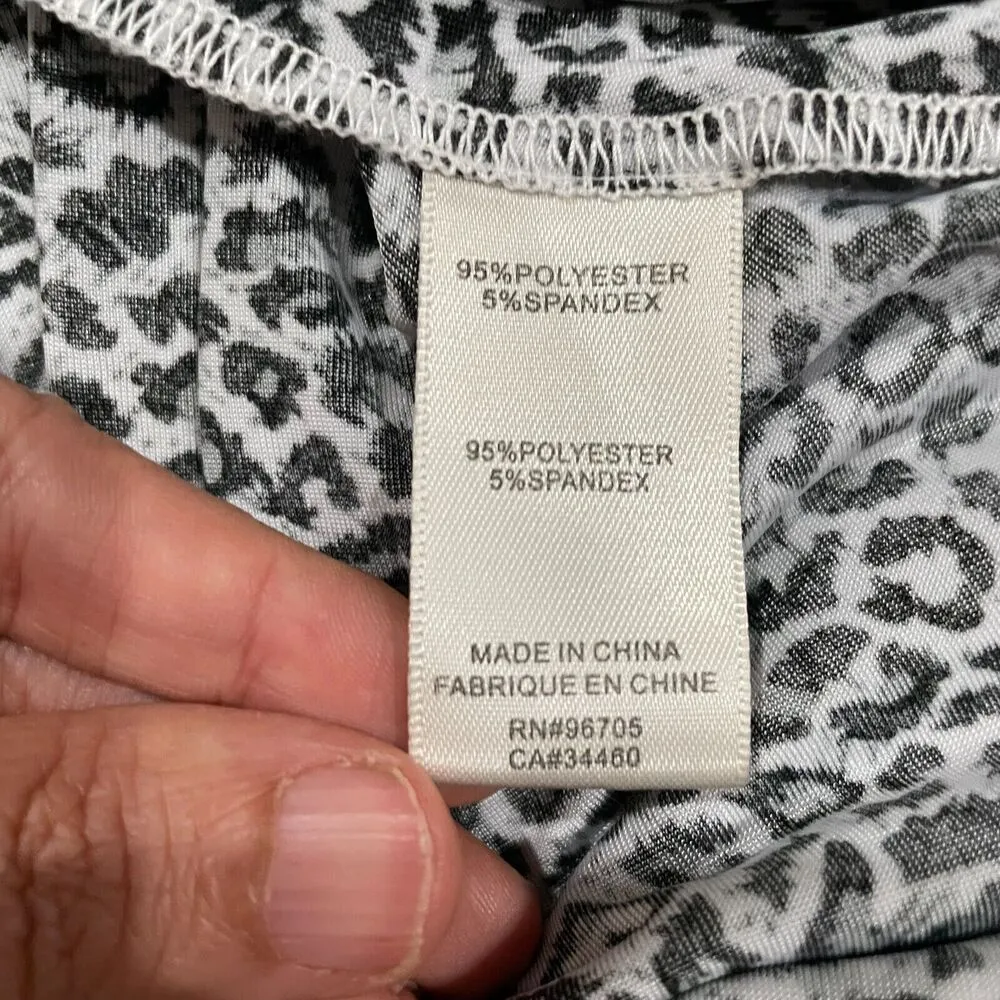 95%POLYESTER
5%SPANDEX
95%POLYESTER
5%SPANDEX
MADE IN CHINA
FABRIQUE EN CHINE
RN#96705
CA#34460